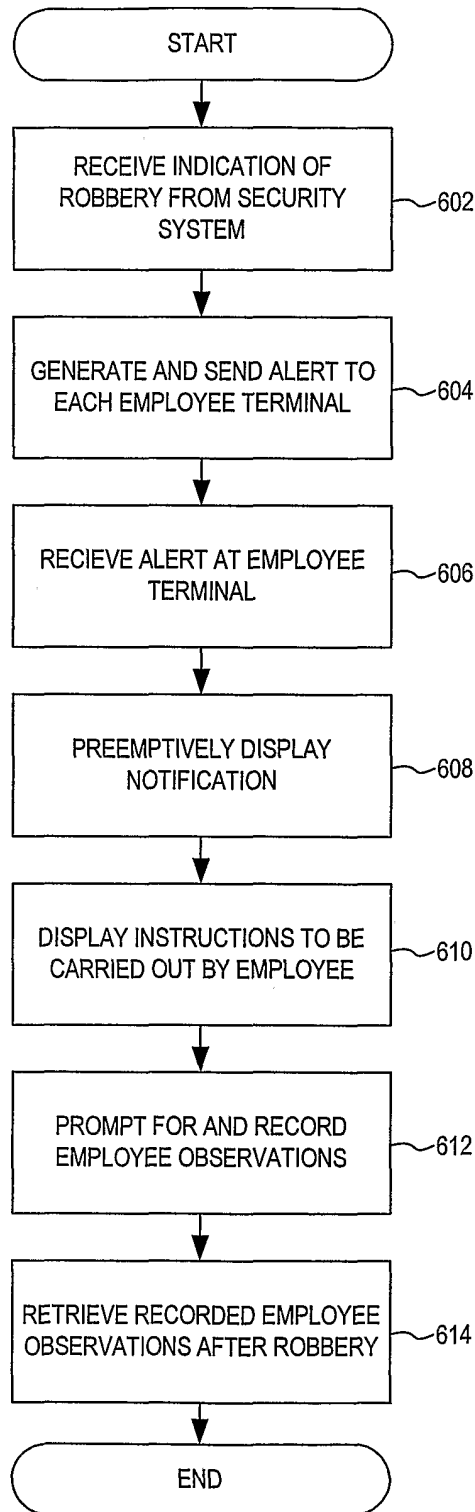 START
RECEIVE INDICATION OF
ROBBERY FROM SECURITY
SYSTEM
602
GENERATE AND SEND ALERT TO
EACH EMPLOYEE TERMINAL
604
RECIEVE ALERT AT EMPLOYEE
TERMINAL
606
PREEMPTIVELY DISPLAY
NOTIFICATION
608
DISPLAY INSTRUCTIONS TO BE
CARRIED OUT BY EMPLOYEE
610
PROMPT FOR AND RECORD
EMPLOYEE OBSERVATIONS
612
RETRIEVE RECORDED EMPLOYEE
OBSERVATIONS AFTER ROBBERY
614
END